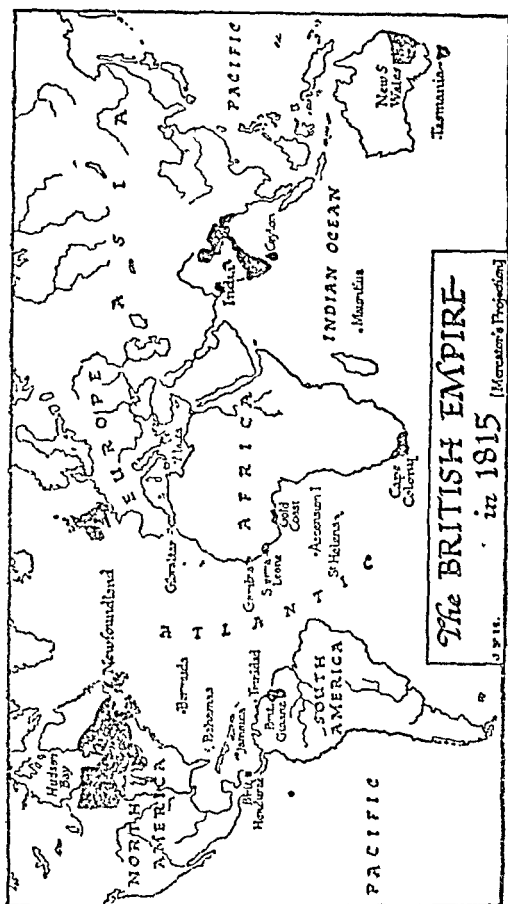 Hudson
Bay
Newfoundland
NORTH
AMERICA
Bermuda
Bahamas
Jamaica
Brit.
Honduras
Trinidad
Brit.
Guiana
SOUTH
AMERICA
PACIFIC
EUROPE
Gibraltar
AFRICA
Gambia
Sierra
Leone
Gold
Coast
Ascension I
St Helena
Cape
Colony
ASIA
India
Ceylon
INDIAN OCEAN
Mauritius
PACIFIC
New S
Wales
Tasmania
The BRITISH EMPIRE
in 1815
[Mercator's Projection]